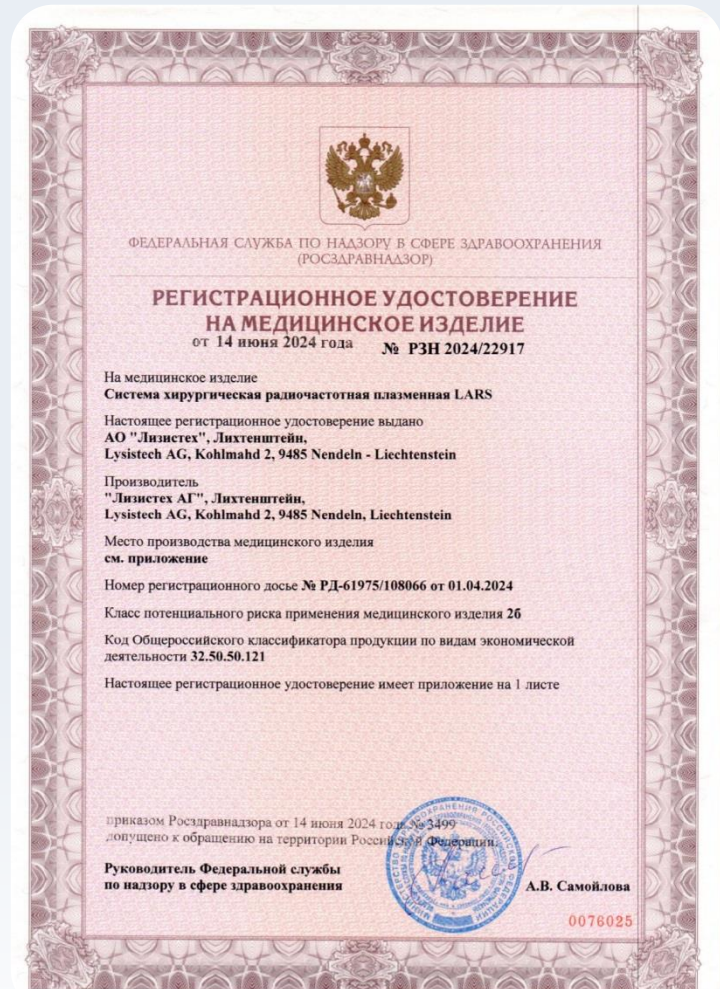 ФЕДЕРАЛЬНАЯ СЛУЖБА ПО НАДЗОРУ В СФЕРЕ ЗДРАВООХРАНЕНИЯ
(РОСЗДРАВНАДЗОР)
РЕГИСТРАЦИОННОЕ УДОСТОВЕРЕНИЕ
НА МЕДИЦИНСКОЕ ИЗДЕЛИЕ
от 14 июня 2024 года № РЗН 2024/22917
На медицинское изделие
Система хирургическая радиочастотная плазменная LARS
Настоящее регистрационное удостоверение выдано
АО "Лизистех", Лихтенштейн,
Lysistech AG, Kohlmahd 2, 9485 Nendeln - Liechtenstein
Производитель
"Лизистех АГ", Лихтенштейн,
Lysistech AG, Kohlmahd 2, 9485 Nendeln, Liechtenstein
Место производства медицинского изделия
см. приложение
Номер регистрационного досье № РД-61975/108066 от 01.04.2024
Класс потенциального риска применения медицинского изделия 2б
Код Общероссийского классификатора продукции по видам экономической
деятельности 32.50.50.121
Настоящее регистрационное удостоверение имеет приложение на 1 листе
приказом Росздравнадзора от 14 июня 2024 года № 3499
допущено к обращению на территории Российской Федерации.
Руководитель Федеральной службы
по надзору в сфере здравоохранения
А.В. Самойлова
0076025